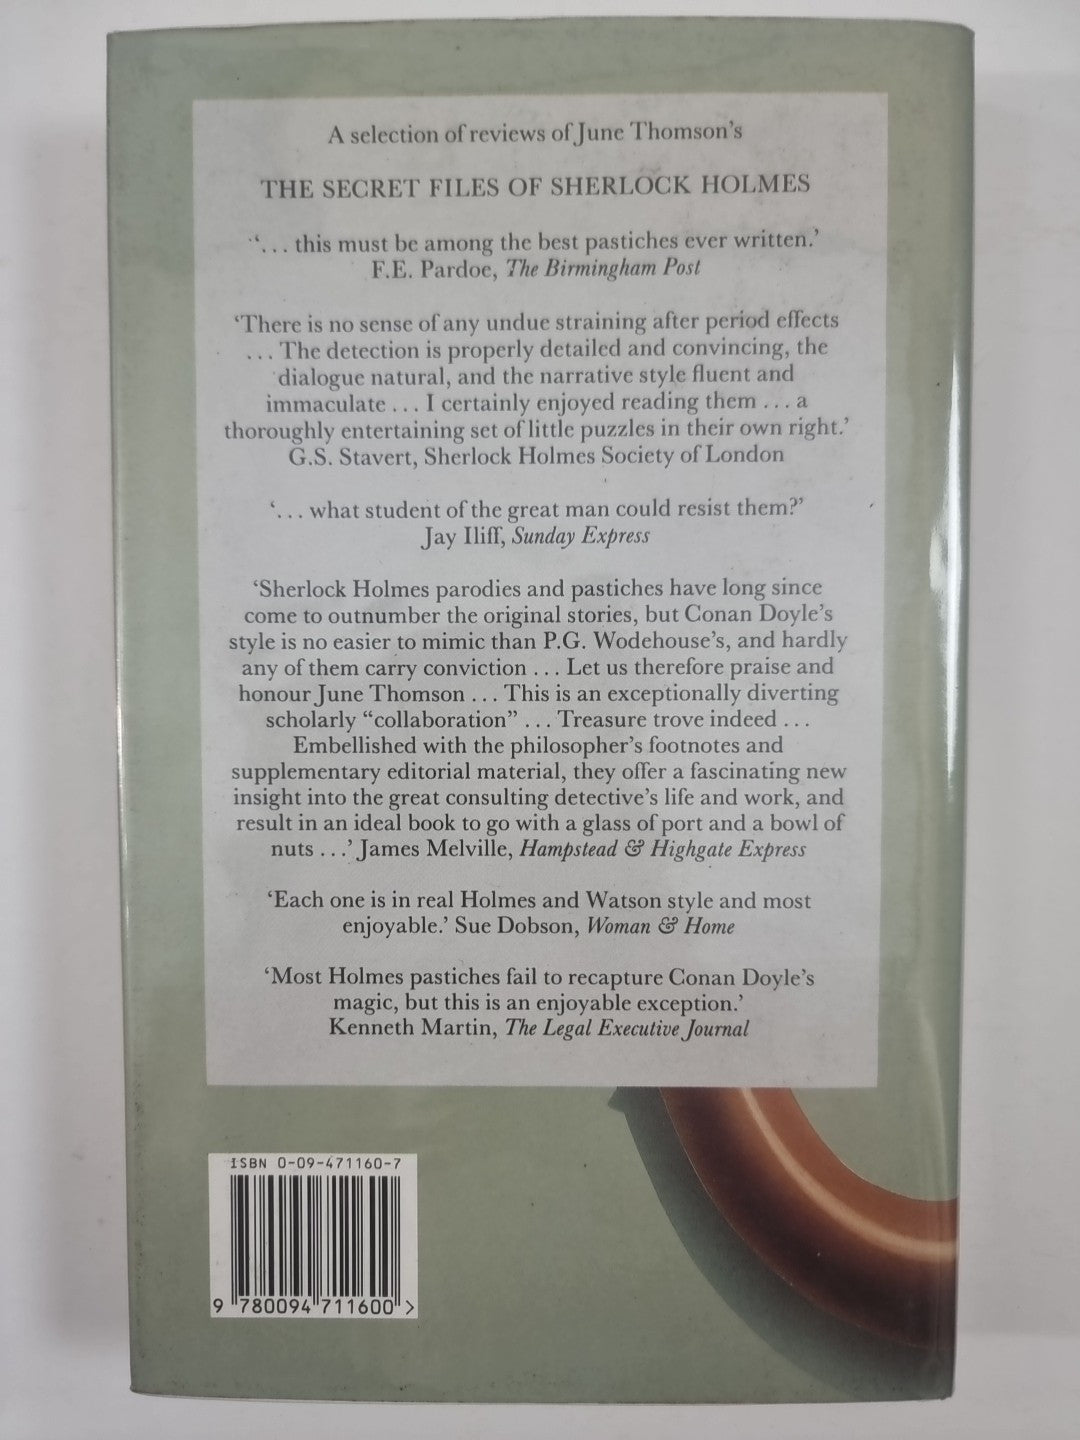 A selection of reviews of June Thomson's
THE SECRET FILES OF SHERLOCK HOLMES
‘. . . this must be among the best pastiches ever written.’
F.E. Pardoe, The Birmingham Post
‘There is no sense of any undue straining after period effects
. . . The detection is properly detailed and convincing, the
dialogue natural, and the narrative style fluent and
immaculate . . . I certainly enjoyed reading them . . . a
thoroughly entertaining set of little puzzles in their own right.’
G.S. Stavert, Sherlock Holmes Society of London
‘. . . what student of the great man could resist them?’
Jay Iliff, Sunday Express
‘Sherlock Holmes parodies and pastiches have long since
come to outnumber the original stories, but Conan Doyle’s
style is no easier to mimic than P.G. Wodehouse’s, and hardly
any of them carry conviction . . . Let us therefore praise and
honour June Thomson . . . This is an exceptionally diverting
scholarly “collaboration” . . . Treasure trove indeed . . .
Embellished with the philosopher’s footnotes and
supplementary editorial material, they offer a fascinating new
insight into the great consulting detective’s life and work, and
result in an ideal book to go with a glass of port and a bowl of
nuts . . .’ James Melville, Hampstead & Highgate Express
‘Each one is in real Holmes and Watson style and most
enjoyable.’ Sue Dobson, Woman & Home
‘Most Holmes pastiches fail to recapture Conan Doyle’s
magic, but this is an enjoyable exception.’
Kenneth Martin, The Legal Executive Journal
ISBN 0-09-471160-7
9 780094 711600 >